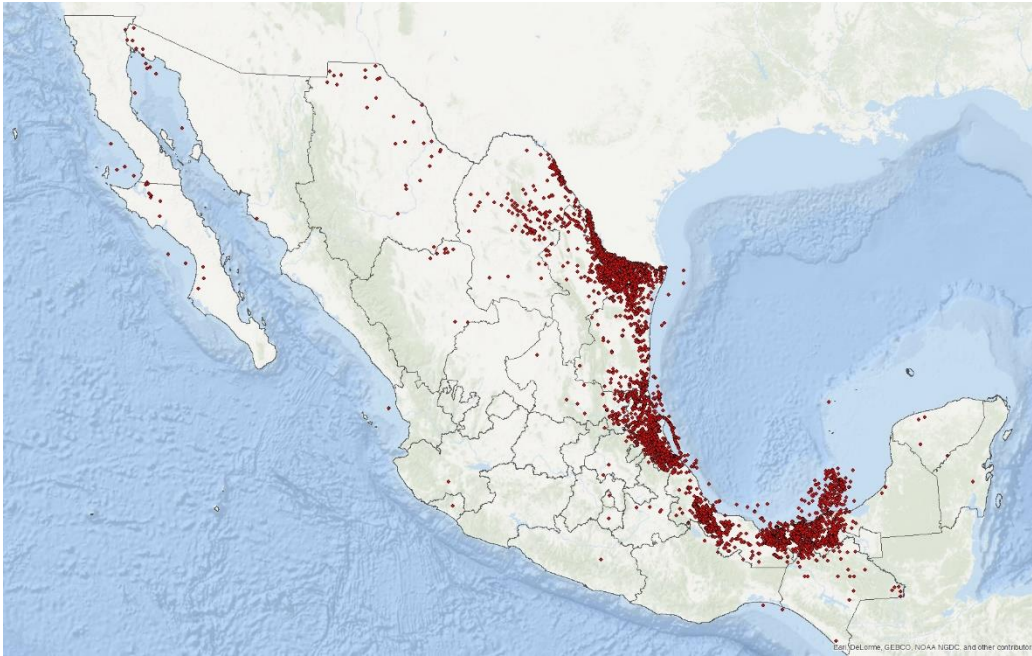 Esri, DeLorme, GEBCO, NOAA NGDC, and other contributors